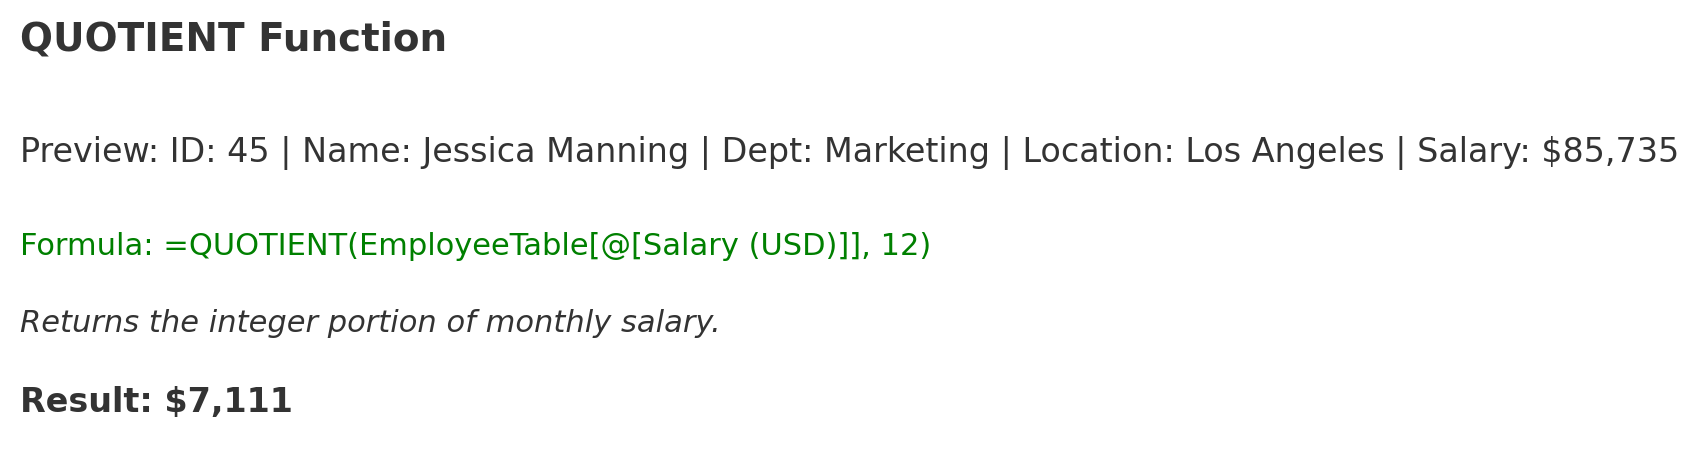 QUOTIENT Function
Preview: ID: 45 | Name: Jessica Manning | Dept: Marketing | Location: Los Angeles | Salary: $85,735
Formula: =QUOTIENT(EmployeeTable[@[Salary (USD)]], 12)
Returns the integer portion of monthly salary.
Result: $7,111